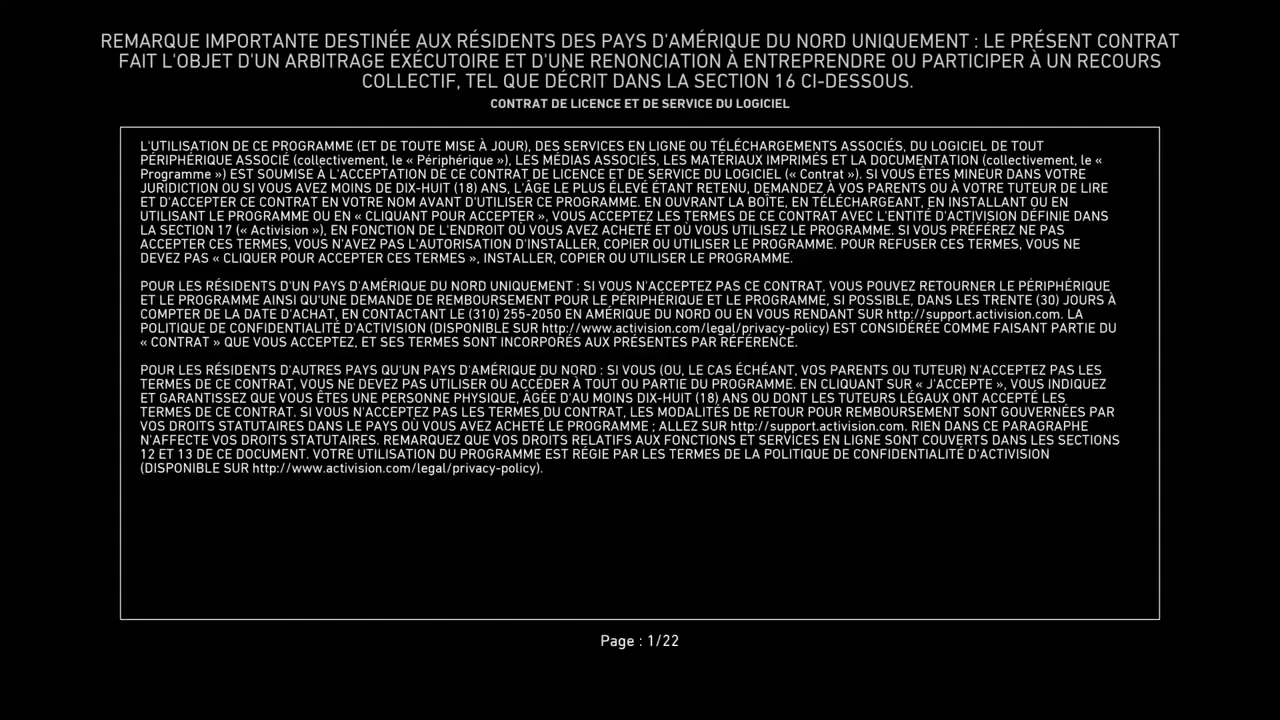 REMARQUE IMPORTANTE DESTINÉE AUX RÉSIDENTS DES PAYS D'AMÉRIQUE DU NORD UNIQUEMENT : LE PRÉSENT CONTRAT
FAIT L'OBJET D'UN ARBITRAGE EXÉCUTOIRE ET D'UNE RENONCIATION À ENTREPRENDRE OU PARTICIPER À UN RECOURS
COLLECTIF, TEL QUE DÉCRIT DANS LA SECTION 16 CI-DESSOUS.
CONTRAT DE LICENCE ET DE SERVICE DU LOGICIEL
L'UTILISATION DE CE PROGRAMME (ET DE TOUTE MISE À JOUR), DES SERVICES EN LIGNE OU TÉLÉCHARGEMENTS ASSOCIÉS, DU LOGICIEL DE TOUT
PÉRIPHÉRIQUE ASSOCIÉ (collectivement, le « Périphérique »), LES MÉDIAS ASSOCIÉS, LES MATÉRIAUX IMPRIMÉS ET LA DOCUMENTATION (collectivement, le «
Programme ») EST SOUMISE À L'ACCEPTATION DE CE CONTRAT DE LICENCE ET DE SERVICE DU LOGICIEL (« Contrat »). SI VOUS ÊTES MINEUR DANS VOTRE
JURIDICTION OU SI VOUS AVEZ MOINS DE DIX-HUIT (18) ANS, L'ÂGE LE PLUS ÉLEVÉ ÉTANT RETENU, DEMANDEZ À VOS PARENTS OU À VOTRE TUTEUR DE LIRE
ET D'ACCEPTER CE CONTRAT EN VOTRE NOM AVANT D'UTILISER CE PROGRAMME. EN OUVRANT LA BOÎTE, EN TÉLÉCHARGEANT, EN INSTALLANT OU EN
UTILISANT LE PROGRAMME OU EN « CLIQUANT POUR ACCEPTER », VOUS ACCEPTEZ LES TERMES DE CE CONTRAT AVEC L'ENTITÉ D'ACTIVISION DÉFINIE DANS
LA SECTION 17 (« Activision »), EN FONCTION DE L'ENDROIT OÙ VOUS AVEZ ACHETÉ ET OÙ VOUS UTILISEZ LE PROGRAMME. SI VOUS PRÉFÉREZ NE PAS
ACCEPTER CES TERMES, VOUS N'AVEZ PAS L'AUTORISATION D'INSTALLER, COPIER OU UTILISER LE PROGRAMME. POUR REFUSER CES TERMES, VOUS NE
DEVEZ PAS « CLIQUER POUR ACCEPTER CES TERMES », INSTALLER, COPIER OU UTILISER LE PROGRAMME.
POUR LES RÉSIDENTS D'UN PAYS D'AMÉRIQUE DU NORD UNIQUEMENT : SI VOUS N'ACCEPTEZ PAS CE CONTRAT, VOUS POUVEZ RETOURNER LE PÉRIPHÉRIQUE
ET LE PROGRAMME AINSI QU'UNE DEMANDE DE REMBOURSEMENT POUR LE PÉRIPHÉRIQUE ET LE PROGRAMME, SI POSSIBLE, DANS LES TRENTE (30) JOURS À
COMPTER DE LA DATE D'ACHAT, EN CONTACTANT LE (310) 255-2050 EN AMÉRIQUE DU NORD OU EN VOUS RENDANT SUR http://support.activision.com. LA
POLITIQUE DE CONFIDENTIALITÉ D'ACTIVISION (DISPONIBLE SUR http://www.activision.com/legal/privacy-policy) EST CONSIDÉRÉE COMME FAISANT PARTIE DU
« CONTRAT » QUE VOUS ACCEPTEZ, ET SES TERMES SONT INCORPORÉS AUX PRÉSENTES PAR RÉFÉRENCE.
POUR LES RÉSIDENTS D'AUTRES PAYS QU'UN PAYS D'AMÉRIQUE DU NORD : SI VOUS (OU, LE CAS ÉCHÉANT, VOS PARENTS OU TUTEUR) N'ACCEPTEZ PAS LES
TERMES DE CE CONTRAT, VOUS NE DEVEZ PAS UTILISER OU ACCÉDER À TOUT OU PARTIE DU PROGRAMME. EN CLIQUANT SUR « J'ACCEPTE », VOUS INDIQUEZ
ET GARANTISSEZ QUE VOUS ÊTES UNE PERSONNE PHYSIQUE, ÂGÉE D'AU MOINS DIX-HUIT (18) ANS OU DONT LES TUTEURS LÉGAUX ONT ACCEPTÉ LES
TERMES DE CE CONTRAT. SI VOUS N'ACCEPTEZ PAS LES TERMES DU CONTRAT, LES MODALITÉS DE RETOUR POUR REMBOURSEMENT SONT GOUVERNÉES PAR
VOS DROITS STATUTAIRES DANS LE PAYS OÙ VOUS AVEZ ACHETÉ LE PROGRAMME ; ALLEZ SUR http://support.activision.com. RIEN DANS CE PARAGRAPHE
N'AFFECTE VOS DROITS STATUTAIRES. REMARQUEZ QUE VOS DROITS RELATIFS AUX FONCTIONS ET SERVICES EN LIGNE SONT COUVERTS DANS LES SECTIONS
12 ET 13 DE CE DOCUMENT. VOTRE UTILISATION DU PROGRAMME EST RÉGIE PAR LES TERMES DE LA POLITIQUE DE CONFIDENTIALITÉ D'ACTIVISION
(DISPONIBLE SUR http://www.activision.com/legal/privacy-policy).
Page : 1/22